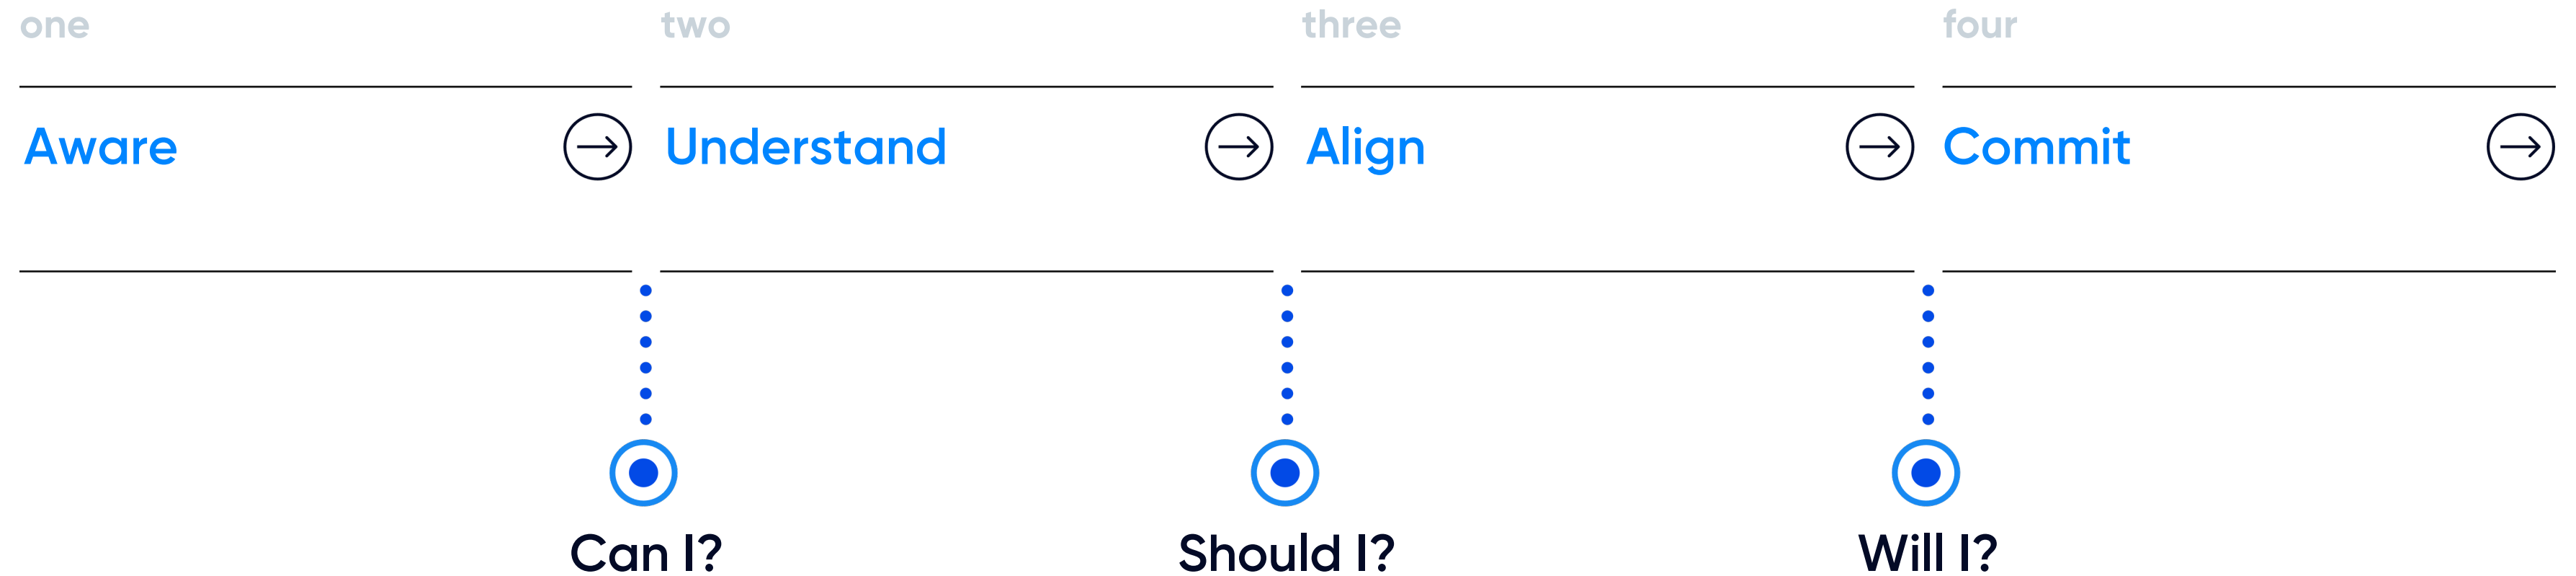 one
two
three
four
Aware
Understand
Align
Commit
Can I?
Should I?
Will I?